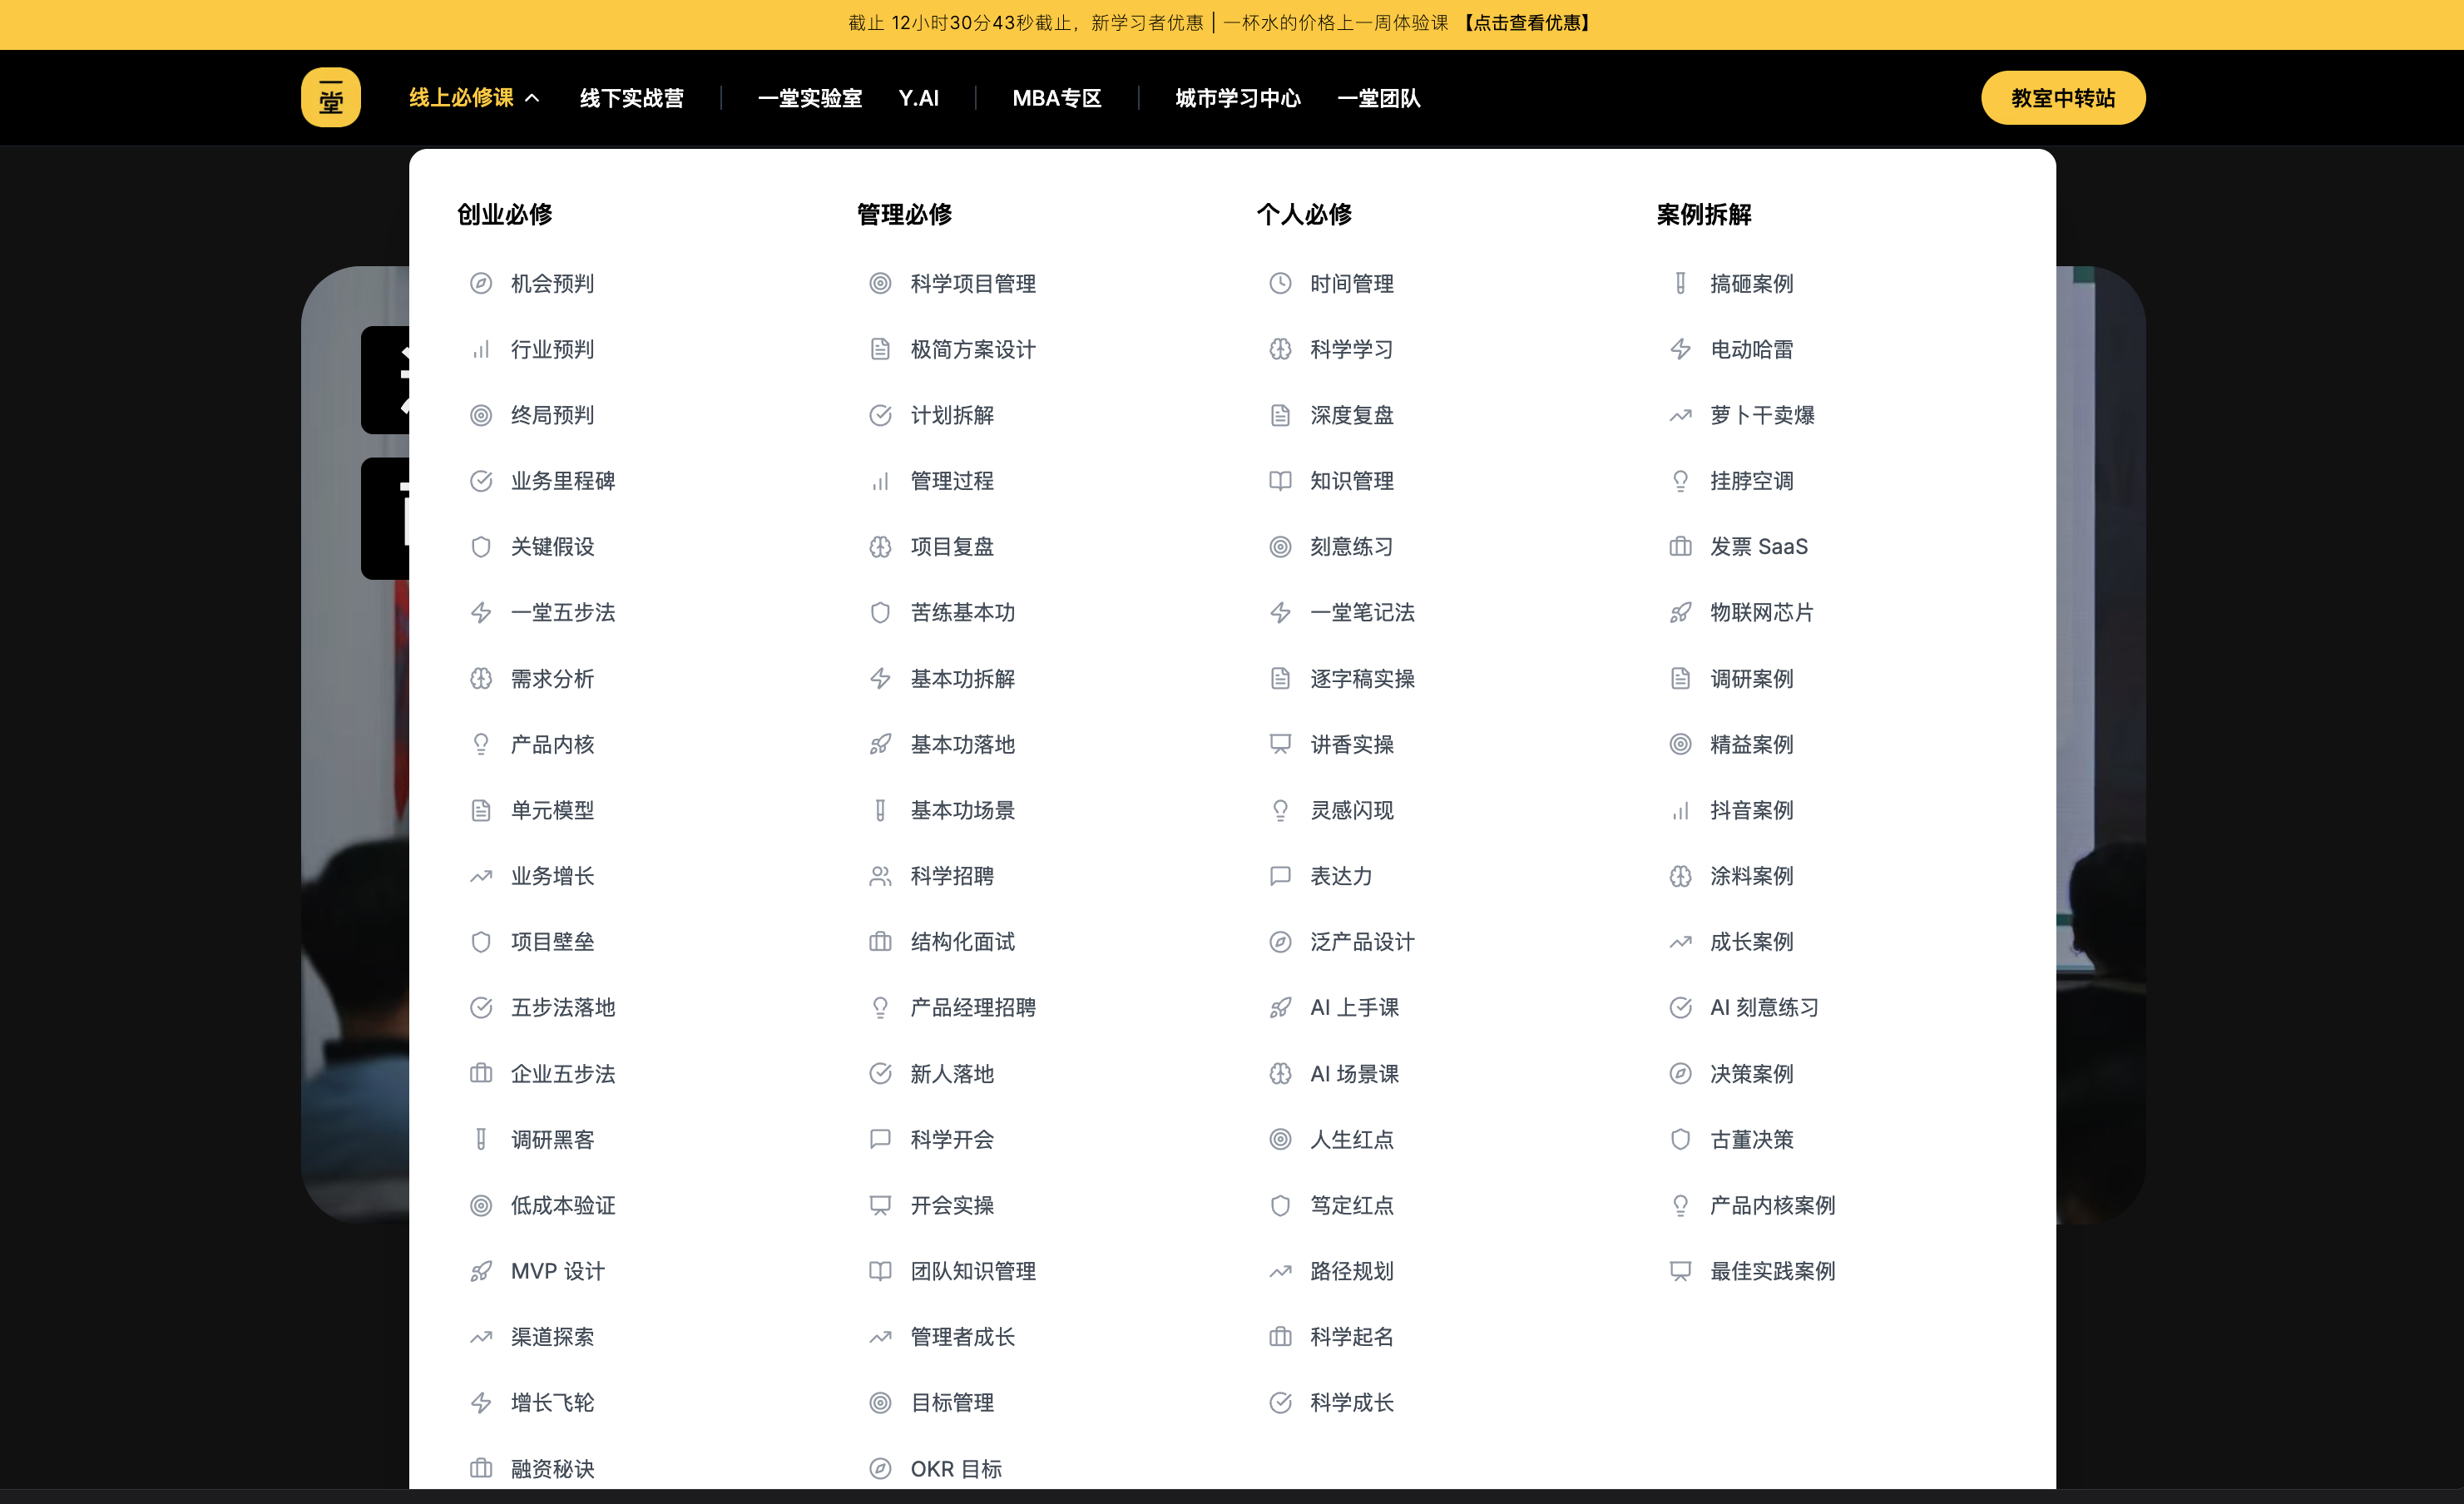 截止 12小时30分43秒截止，新学习者优惠 | 一杯水的价格上一周体验课 【点击查看优惠】
一堂
线上必修课
线下实战营
一堂实验室
Y.AI
MBA专区
城市学习中心
一堂团队
教室中转站
创业必修
机会预判
行业预判
终局预判
业务里程碑
关键假设
一堂五步法
需求分析
产品内核
单元模型
业务增长
项目壁垒
五步法落地
企业五步法
调研黑客
低成本验证
MVP 设计
渠道探索
增长飞轮
融资秘诀
管理必修
科学项目管理
极简方案设计
计划拆解
管理过程
项目复盘
苦练基本功
基本功拆解
基本功落地
基本功场景
科学招聘
结构化面试
产品经理招聘
新人落地
科学开会
开会实操
团队知识管理
管理者成长
目标管理
OKR 目标
个人必修
时间管理
科学学习
深度复盘
知识管理
刻意练习
一堂笔记法
逐字稿实操
讲香实操
灵感闪现
表达力
泛产品设计
AI 上手课
AI 场景课
人生红点
笃定红点
路径规划
科学起名
科学成长
案例拆解
搞砸案例
电动哈雷
萝卜干卖爆
挂脖空调
发票 SaaS
物联网芯片
调研案例
精益案例
抖音案例
涂料案例
成长案例
AI 刻意练习
决策案例
古董决策
产品内核案例
最佳实践案例